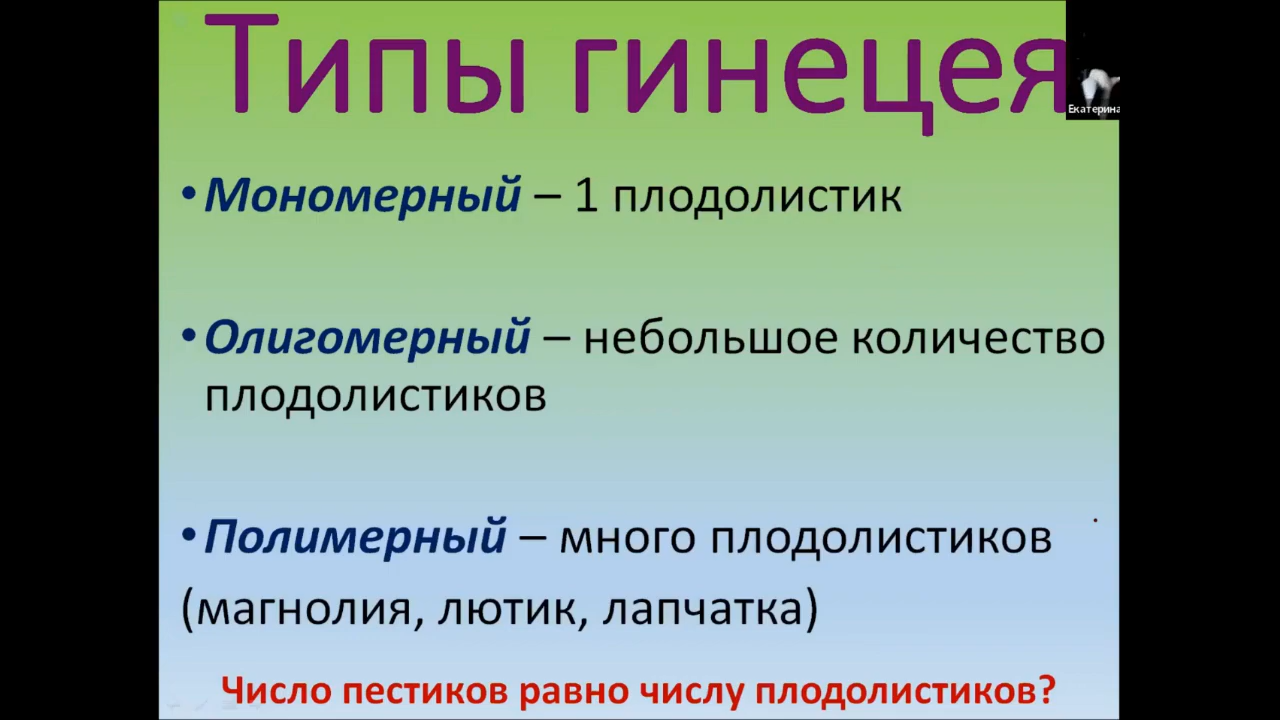 Типы гинецея
Екатерина
• Мономерный – 1 плодолистик
• Олигомерный – небольшое количество
плодолистиков
• Полимерный – много плодолистиков
(магнолия, лютик, лапчатка)
Число пестиков равно числу плодолистиков?